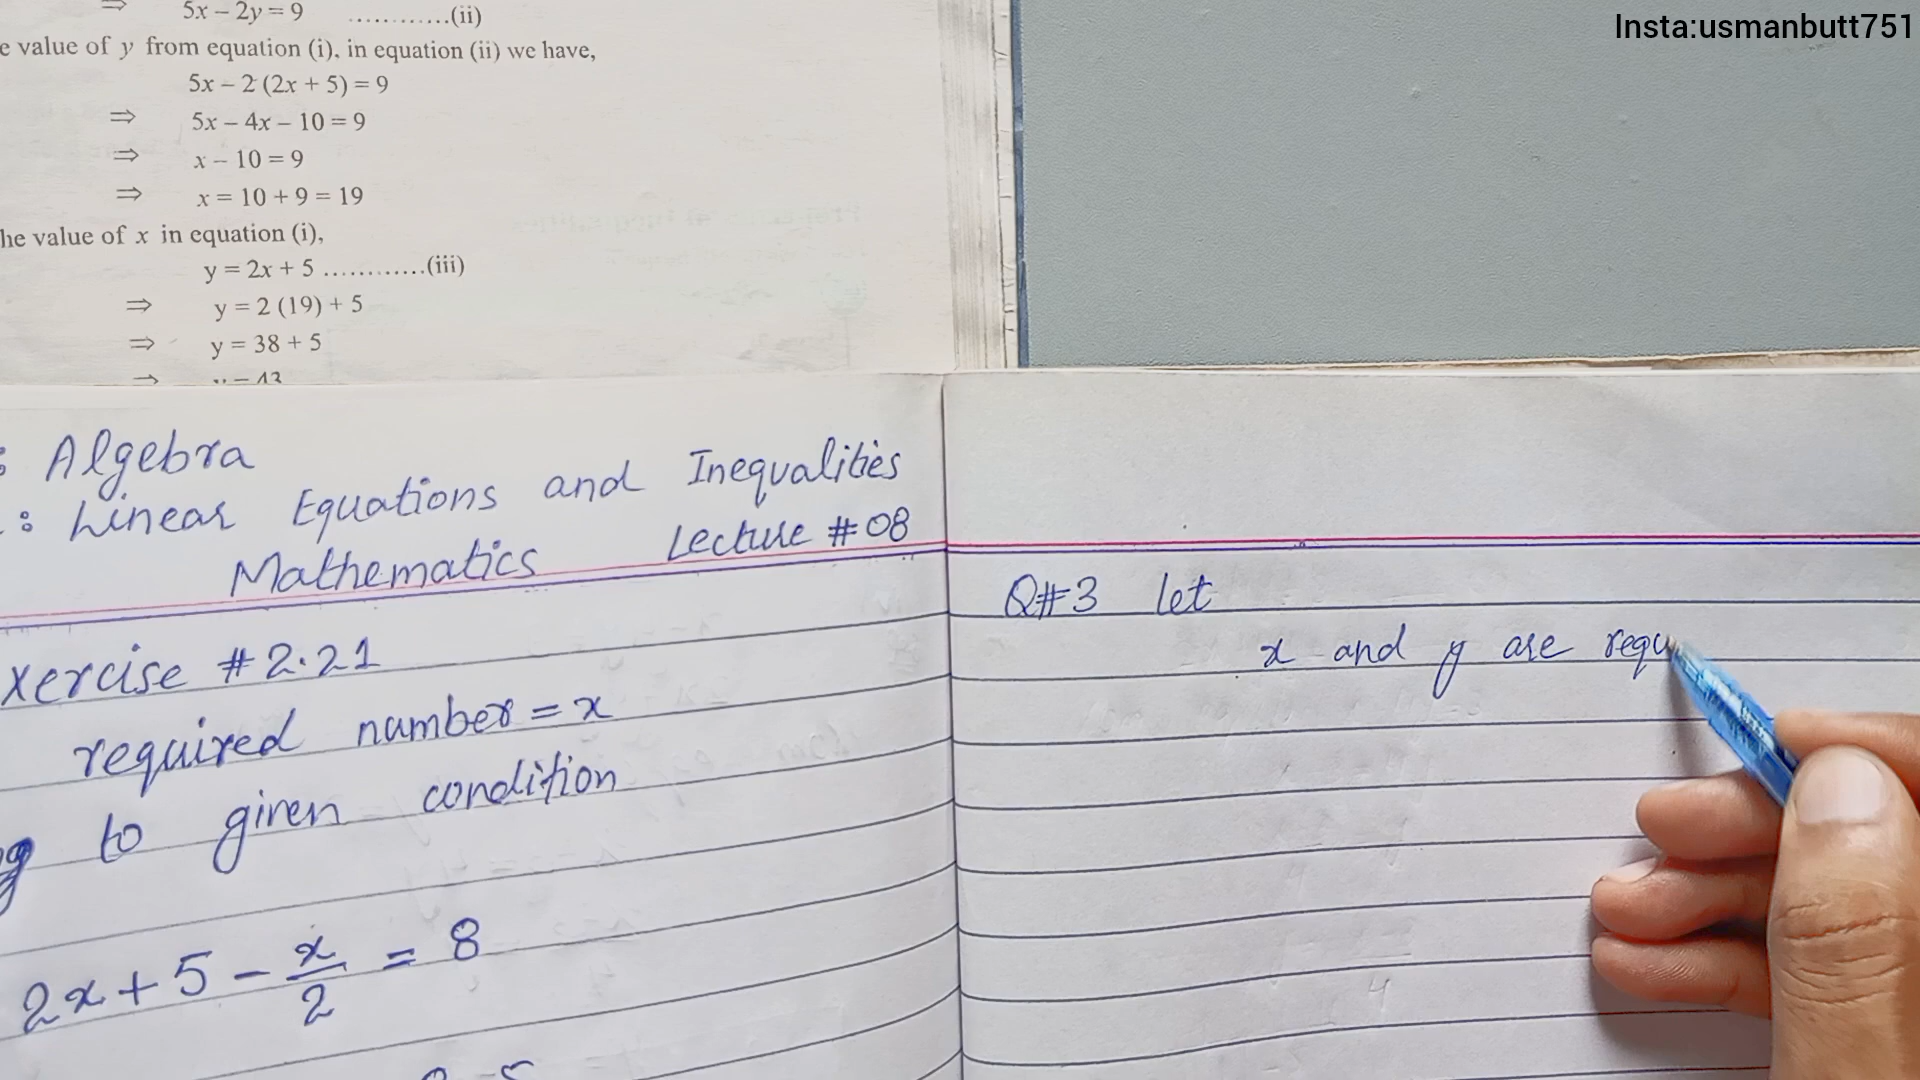 Insta:usmanbutt751
⇒ 5x – 2y = 9 ............(ii)
e value of y from equation (i), in equation (ii) we have,
5x – 2 (2x + 5) = 9
⇒ 5x – 4x – 10 = 9
⇒ x – 10 = 9
⇒ x = 10 + 9 = 19
he value of x in equation (i),
y = 2x + 5 ............(iii)
⇒ y = 2 (19) + 5
⇒ y = 38 + 5
: Algebra
: Linear Equations and Inequalities
Mathematics Lecture #08
xercise #2.21
required number = x
to given condition
2x + 5 - x/2 = 8
Q#3 let
x and y are requ